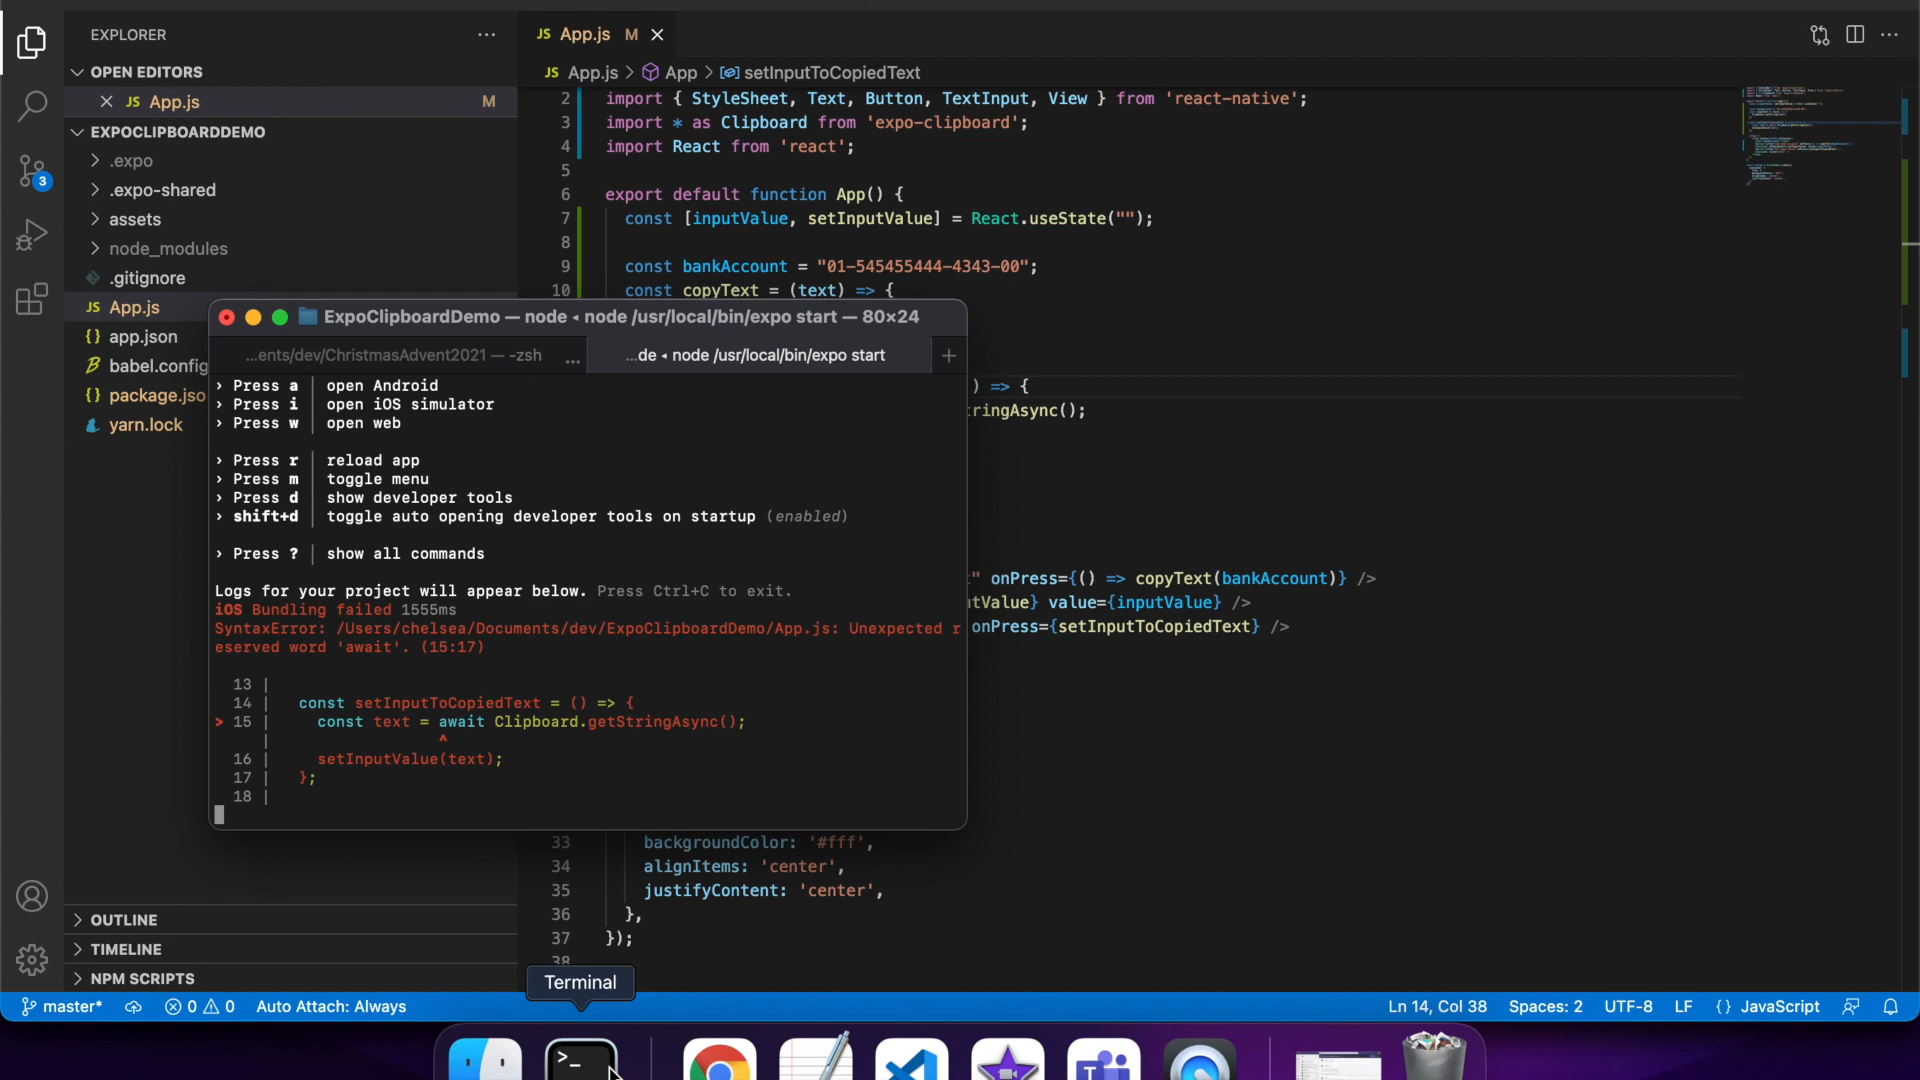 EXPLORER
OPEN EDITORS
JS App.js M
EXPOCLIPBOARDDEMO
.expo
.expo-shared
assets
node_modules
.gitignore
JS App.js
{} app.json
babel.config
{} package.jso
yarn.lock
OUTLINE
TIMELINE
NPM SCRIPTS
3
JS App.js M
JS App.js > App > setInputToCopiedText
2 import { StyleSheet, Text, Button, TextInput, View } from 'react-native';
3 import * as Clipboard from 'expo-clipboard';
4 import React from 'react';
5
6 export default function App() {
7 const [inputValue, setInputValue] = React.useState("");
8
9 const bankAccount = "01-545455444-4343-00";
10 const copyText = (text) => {
) => {
ringAsync();
" onPress={() => copyText(bankAccount)} />
tValue} value={inputValue} />
onPress={setInputToCopiedText} />
33 backgroundColor: '#fff',
34 alignItems: 'center',
35 justifyContent: 'center',
36 },
37 });
38
ExpoClipboardDemo — node ◂ node /usr/local/bin/expo start — 80×24
...ents/dev/ChristmasAdvent2021 — -zsh ...
...de ◂ node /usr/local/bin/expo start +
› Press a │ open Android
› Press i │ open iOS simulator
› Press w │ open web
› Press r │ reload app
› Press m │ toggle menu
› Press d │ show developer tools
› shift+d │ toggle auto opening developer tools on startup (enabled)
› Press ? │ show all commands
Logs for your project will appear below. Press Ctrl+C to exit.
iOS Bundling failed 1555ms
SyntaxError: /Users/chelsea/Documents/dev/ExpoClipboardDemo/App.js: Unexpected r
eserved word 'await'. (15:17)
13 |
14 | const setInputToCopiedText = () => {
> 15 | const text = await Clipboard.getStringAsync();
| ^
16 | setInputValue(text);
17 | };
18 |
Terminal
master* 0 0 Auto Attach: Always
Ln 14, Col 38 Spaces: 2 UTF-8 LF {} JavaScript
>_